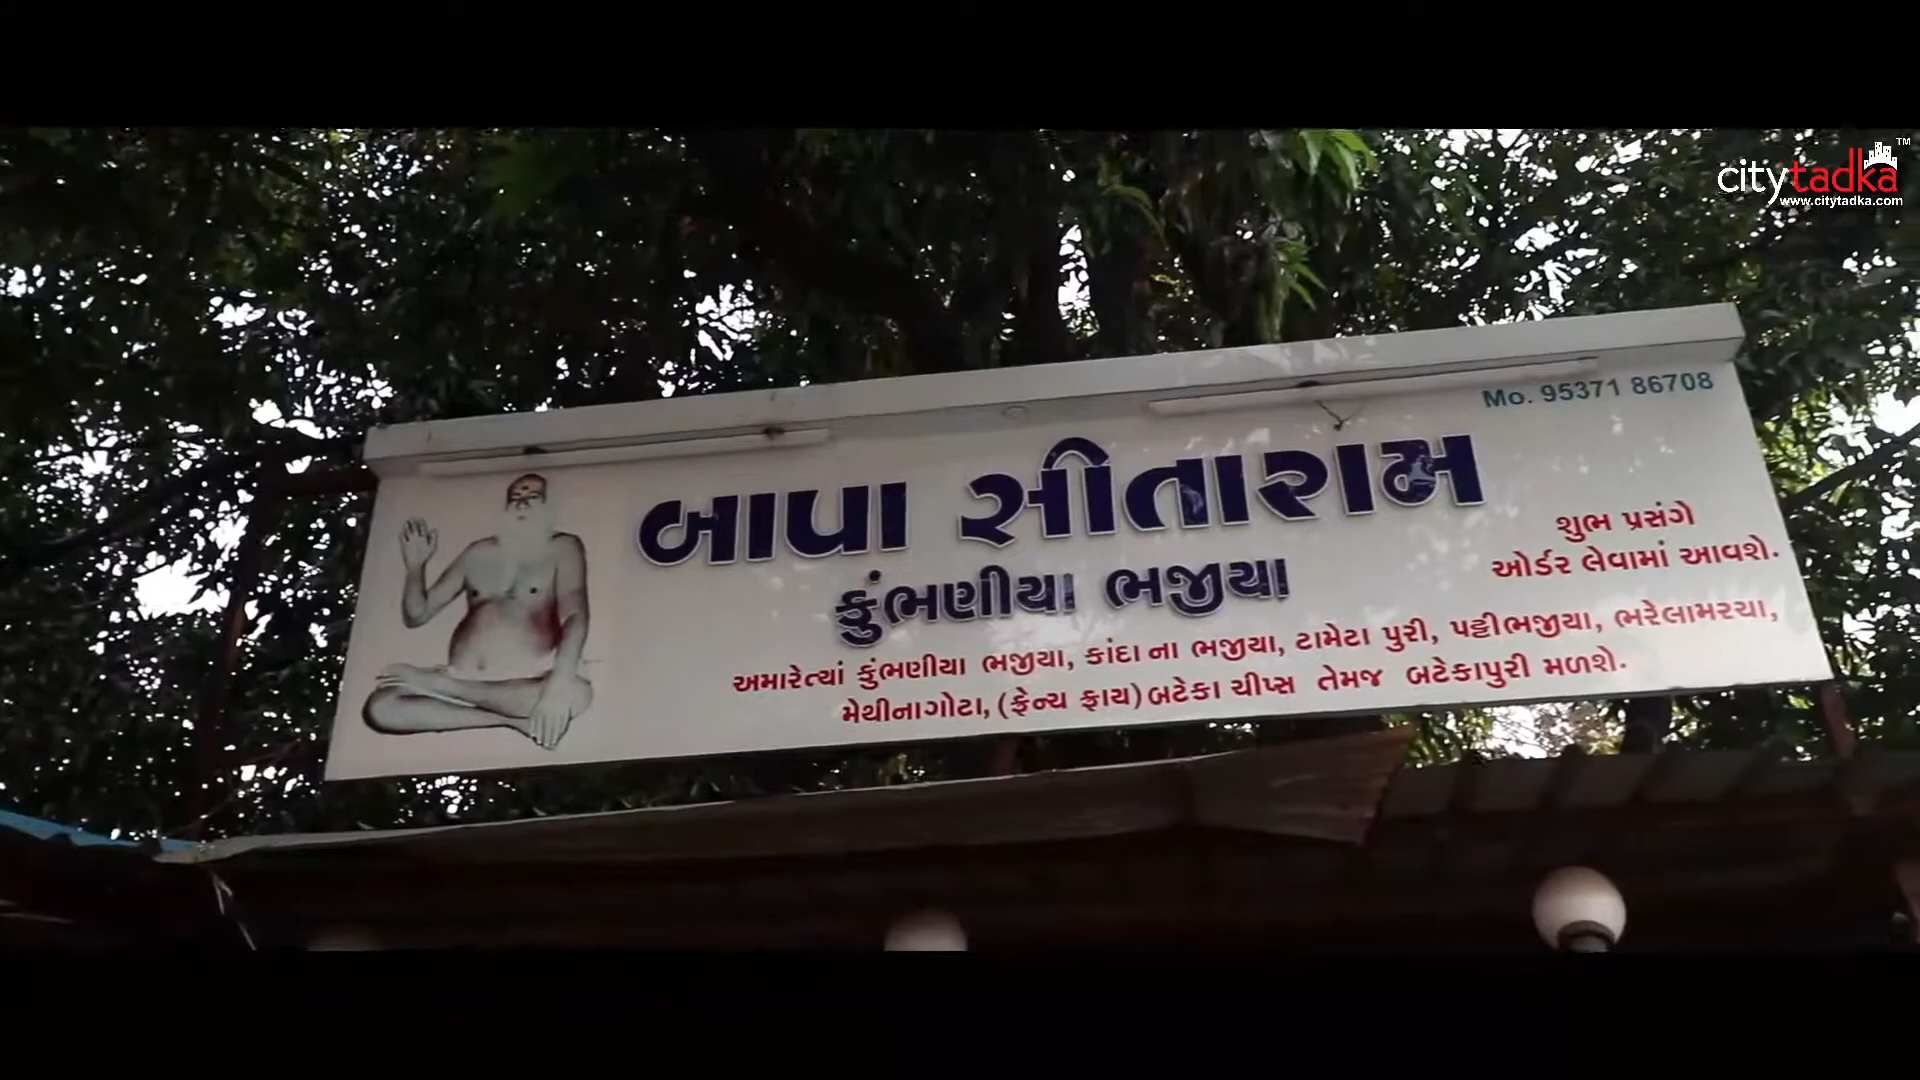 citytadka™
www.citytadka.com
Mo. 95371 86708
બાપા સીતારામ
કુંભણીયા ભજીયા
શુભ પ્રસંગે
ઓર્ડર લેવામાં આવશે.
અમારેત્યાં કુંભણીયા ભજીયા, કાંદા ના ભજીયા, ટામેટા પુરી, પટ્ટીભજીયા, ભરેલામરચા,
મેથીનાગોટા, (ફ્રેન્ચ ફ્રાય) બટેકા ચીપ્સ તેમજ બટેકાપુરી મળશે.